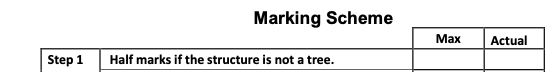 Marking Scheme
Max Actual
Step 1 Half marks if the structure is not a tree.